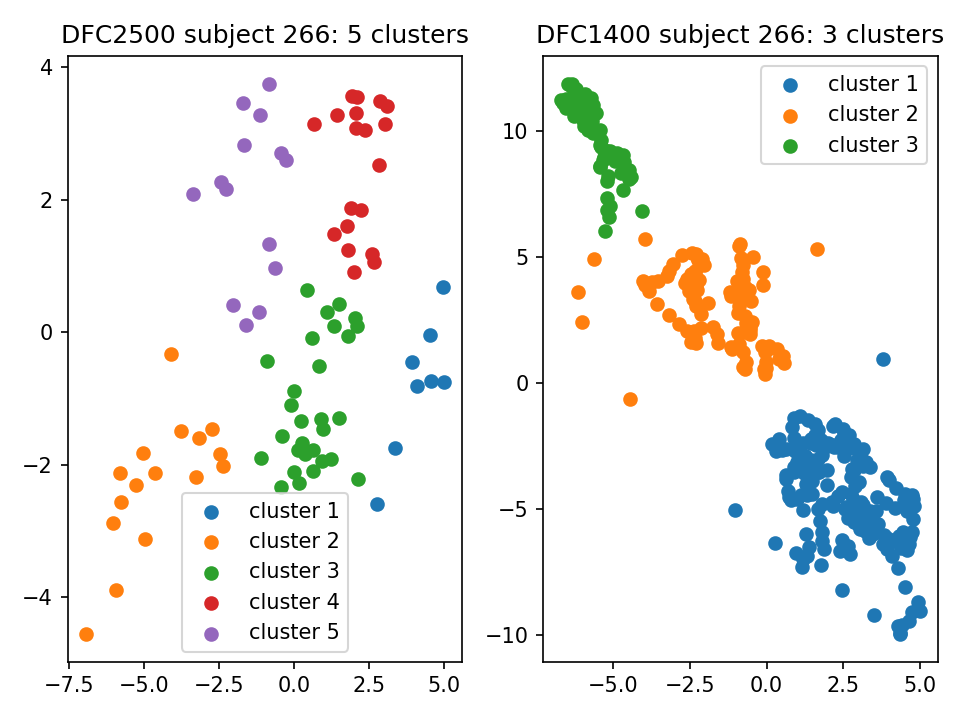 DFC2500 subject 266: 5 clusters
4
2
0
−2
−4
−7.5 −5.0 −2.5 0.0 2.5 5.0
cluster 1
cluster 2
cluster 3
cluster 4
cluster 5
DFC1400 subject 266: 3 clusters
10
5
0
−5
−10
−5.0 −2.5 0.0 2.5 5.0
cluster 1
cluster 2
cluster 3